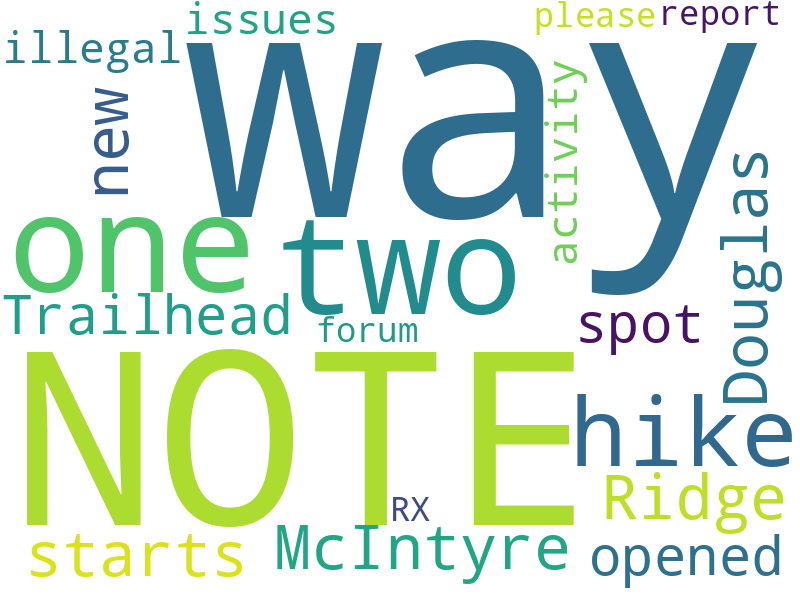 issues
please
report
illegal
way
new
activity
Douglas
one
two
Trailhead
forum
spot
NOTE
hike
RX
Ridge
starts
McIntyre
opened